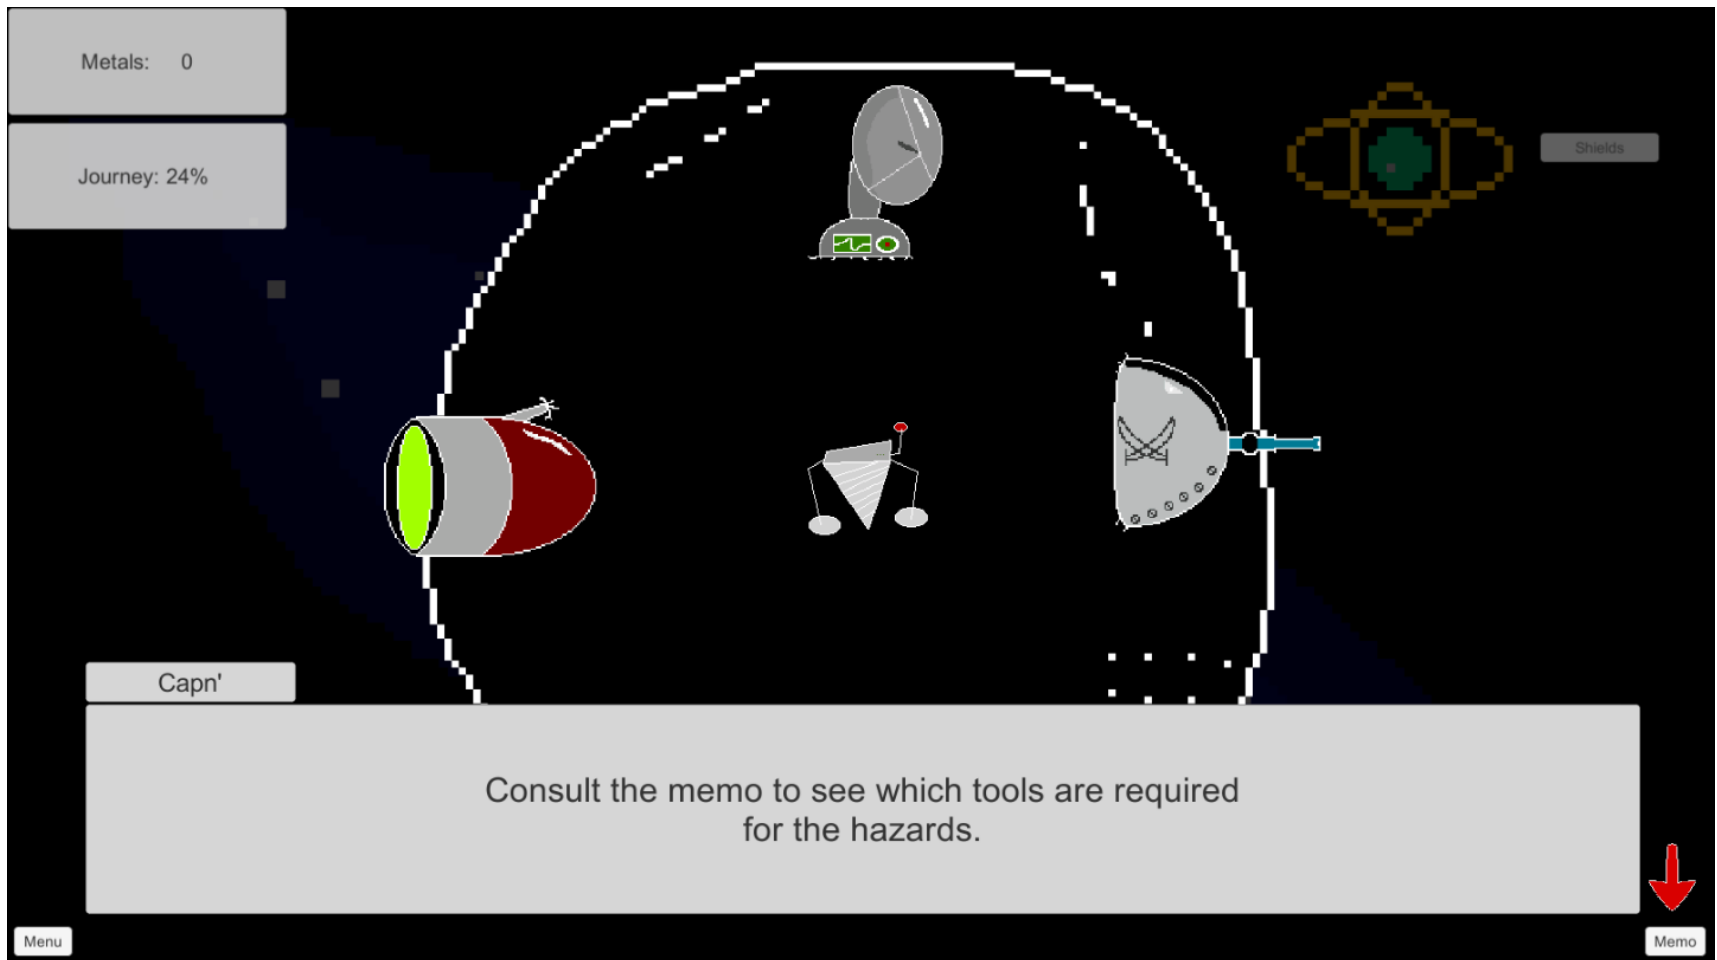 Metals: 0
Journey: 24%
Shields
Capn'
Consult the memo to see which tools are required
for the hazards.
Menu
Memo